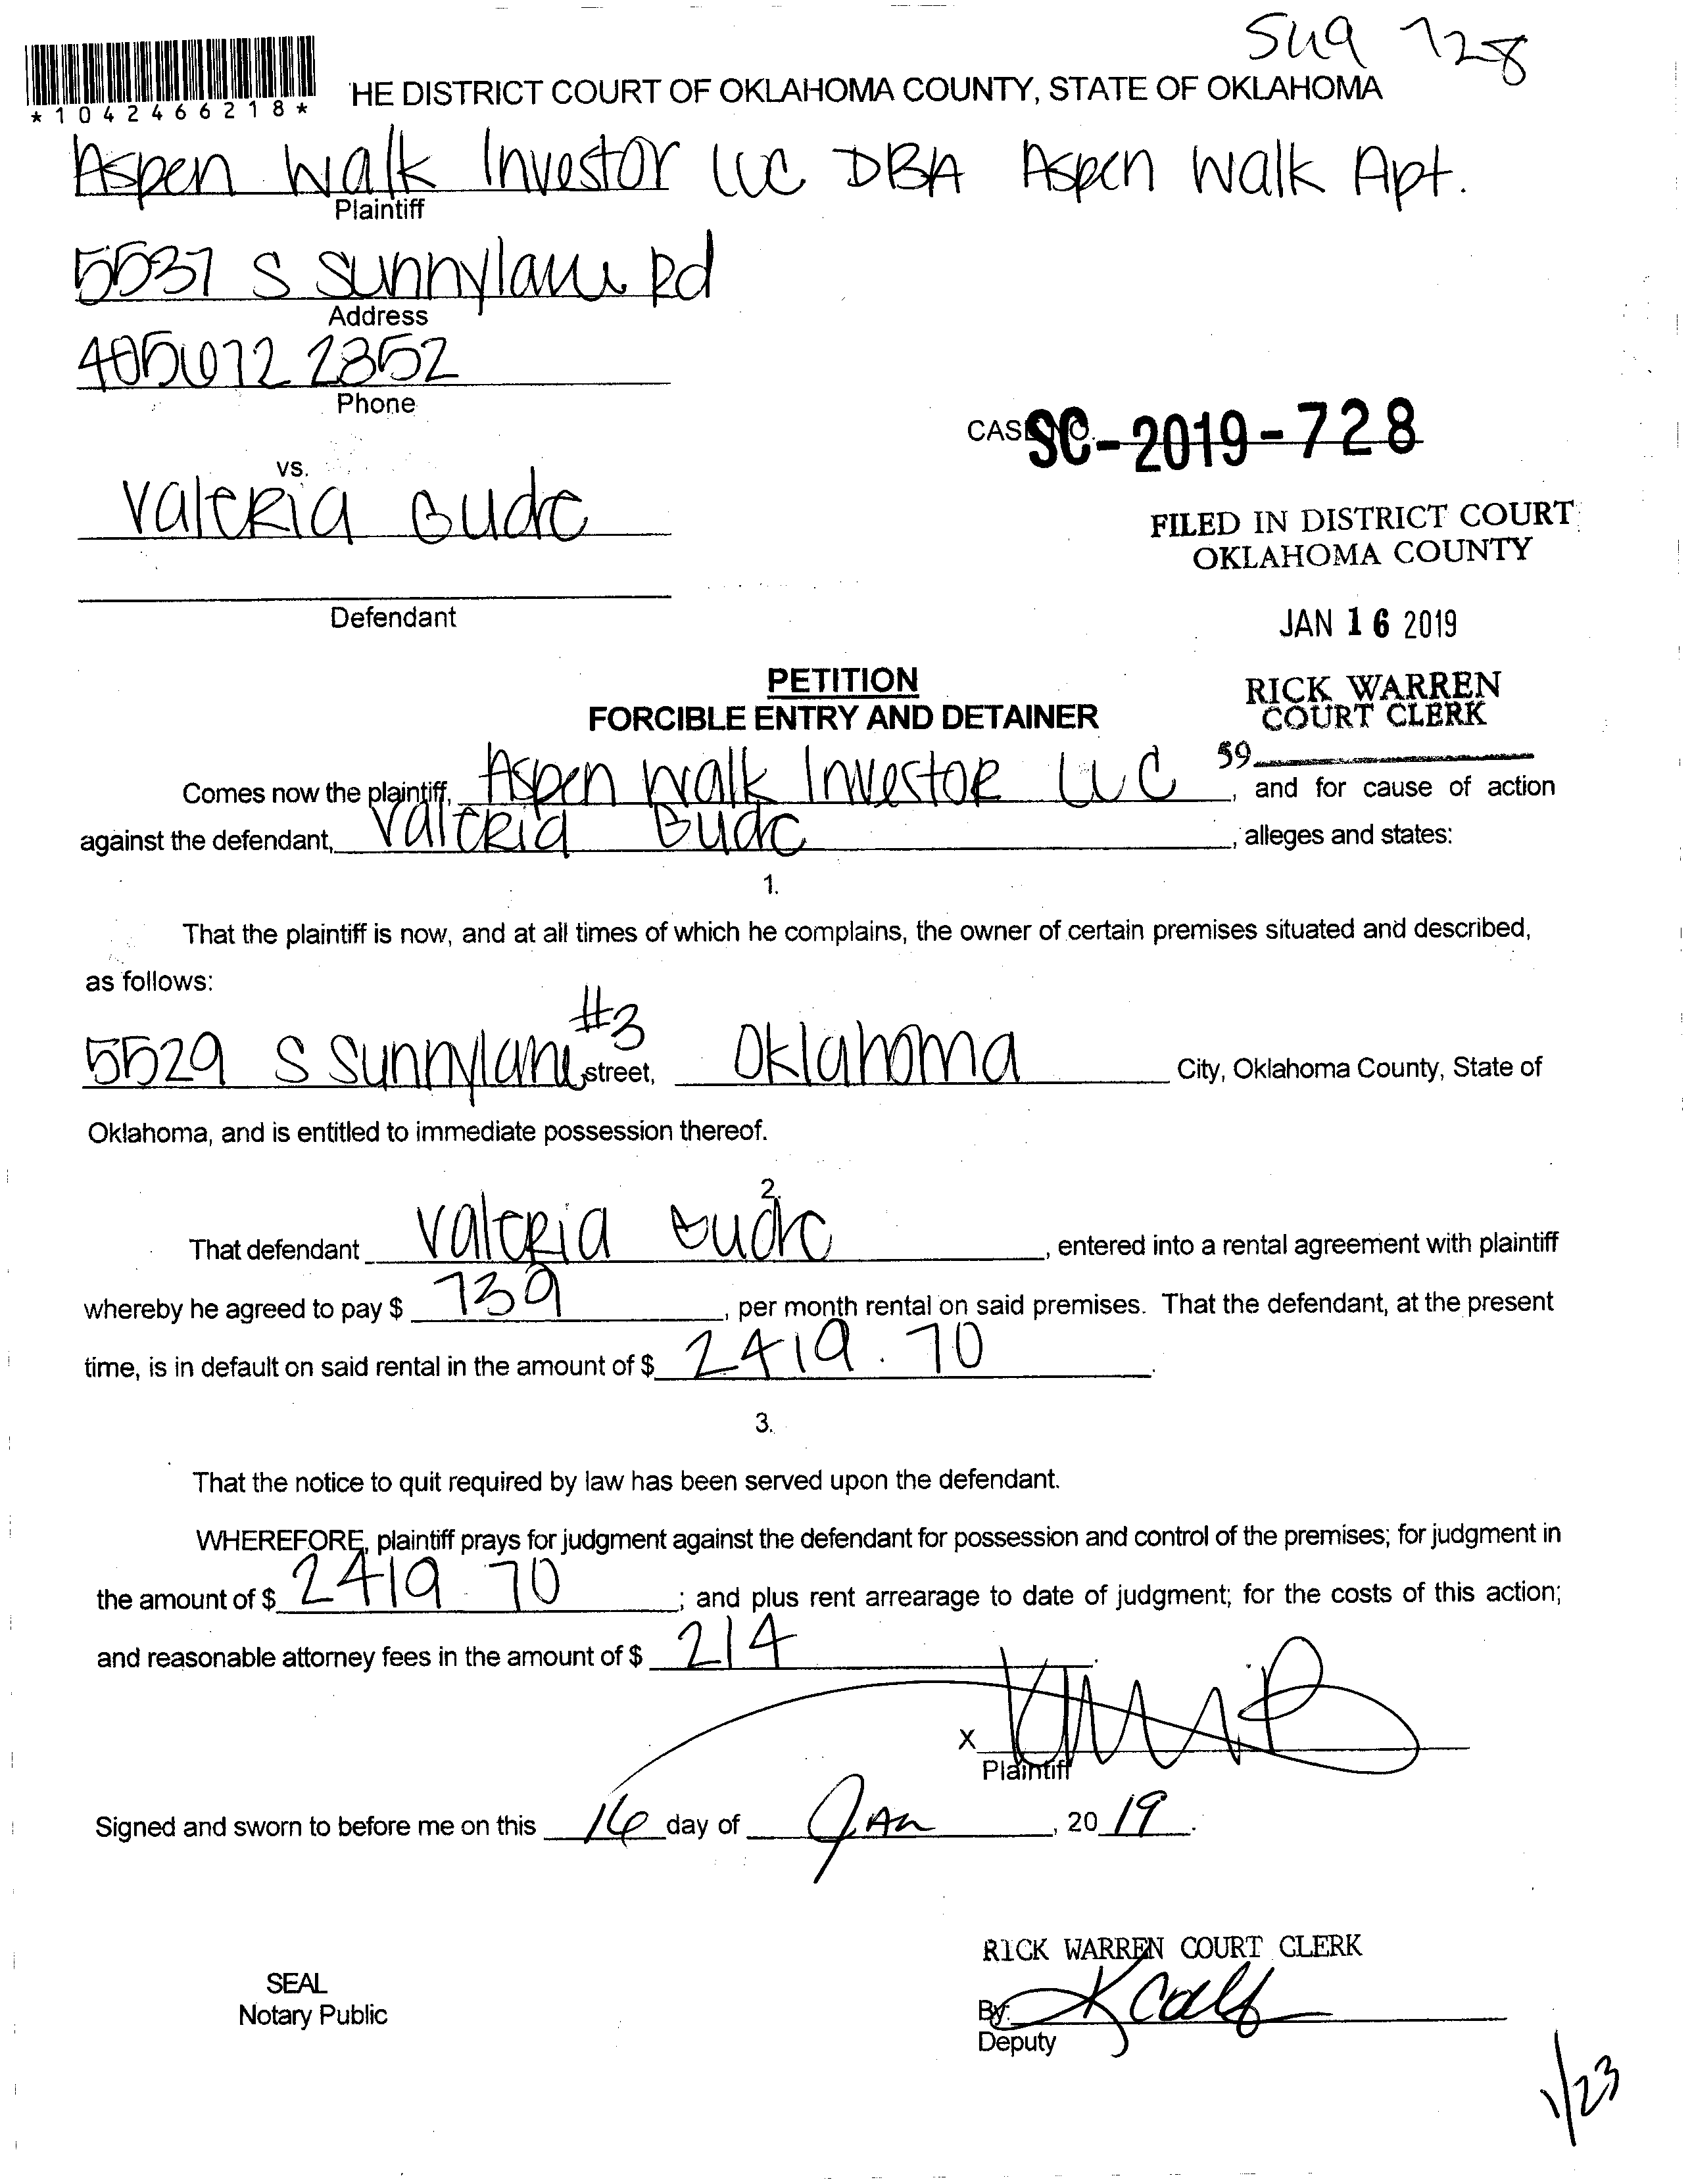 *1042466218*
HE DISTRICT COURT OF OKLAHOMA COUNTY, STATE OF OKLAHOMA
Aspen Walk Investor LLC DBA Aspen Walk Apt.
Plaintiff
5537 S Sunnylane Rd
Address
405 672 2352
Phone
CASE NO. SC-2019-728
vs.
Valeria
FILED IN DISTRICT COURT
OKLAHOMA COUNTY
Defendant
JAN 16 2019
PETITION
RICK WARREN
FORCIBLE ENTRY AND DETAINER
COURT CLERK
59
Comes now the plaintiff, Aspen Walk Investor LLC, and for cause of action
against the defendant, Valeria , alleges and states:
1.
That the plaintiff is now, and at all times of which he complains, the owner of certain premises situated and described,
as follows:
5529 S Sunnylane #3 street, Oklahoma City, Oklahoma County, State of
Oklahoma, and is entitled to immediate possession thereof.
2.
That defendant Valeria , entered into a rental agreement with plaintiff
whereby he agreed to pay $ 739, per month rental on said premises. That the defendant, at the present
time, is in default on said rental in the amount of $ 2419.70.
3.
That the notice to quit required by law has been served upon the defendant.
WHEREFORE, plaintiff prays for judgment against the defendant for possession and control of the premises; for judgment in
the amount of $ 2419.70; and plus rent arrearage to date of judgment; for the costs of this action;
and reasonable attorney fees in the amount of $ 214.
X
Plaintiff
Signed and sworn to before me on this 16 day of Jan, 2019.
RICK WARREN COURT CLERK
SEAL
Notary Public
By:
Deputy
1/23